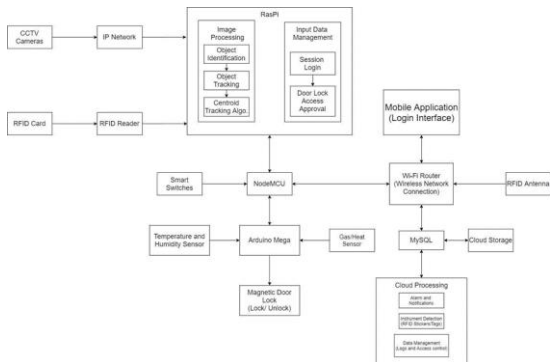 RasPi
CCTV
Cameras
IP Network
Image
Processing
Object
Identification
Object
Tracking
Centroid
Tracking Algo.
Input Data
Management
Session
Login
Door Lock
Access
Approval
RFID Card
RFID Reader
Mobile Application
(Login Interface)
Smart
Switches
NodeMCU
Wi-Fi Router
(Wireless Network
Connection)
RFID Antenna
Temperature and
Humidity Sensor
Arduino Mega
Gas/Heat
Sensor
MySQL
Cloud Storage
Magnetic Door
Lock
(Lock/ Unlock)
Cloud Processing
Alarm and
Notifications
Instrument Detection
(RFID Stickers/Tags)
Data Management
(Logs and Access control)